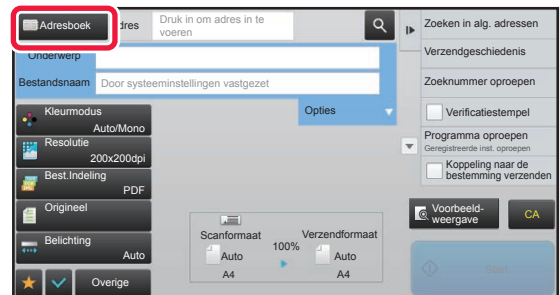 Adresboek
dres
Druk in om adres in te
voeren
Onderwerp
Bestandsnaam
Door systeeminstellingen vastgezet
Opties
Kleurmodus
Auto/Mono
Resolutie
200x200dpi
Best.Indeling
PDF
Origineel
Belichting
Auto
Overige
Scanformaat
Auto
A4
100%
Verzendformaat
Auto
A4
Zoeken in alg. adressen
Verzendgeschiedenis
Zoeknummer oproepen
Verificatiestempel
Programma oproepen
Geregistreerde inst. oproepen
Koppeling naar de
bestemming verzenden
Voorbeeld-
weergave
CA
Start